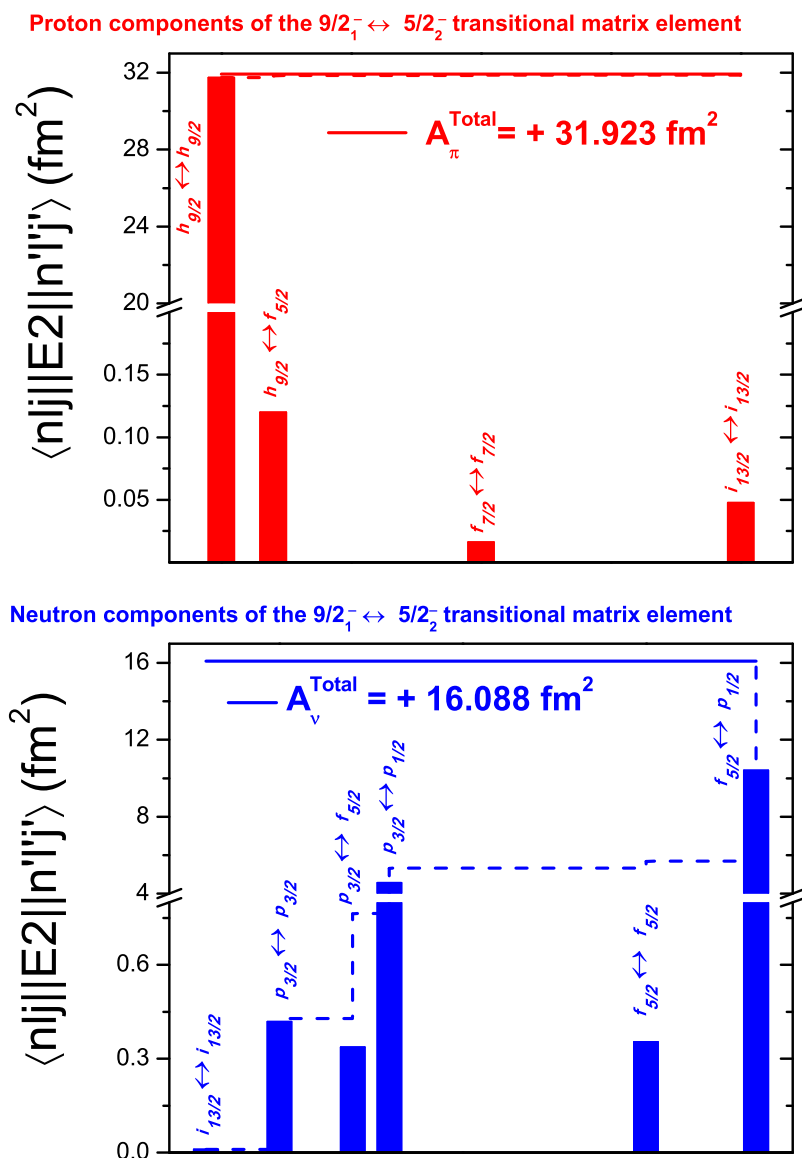 Proton components of the 9/2₁⁻ ↔ 5/2₂⁻ transitional matrix element
⟨nlj||E2||n'l'j'⟩ (fm²)
32
28
24
20
0.15
0.10
0.05
A_π^Total = + 31.923 fm²
h9/2 ↔ h9/2
h9/2 ↔ f5/2
f7/2 ↔ f7/2
i13/2 ↔ i13/2
Neutron components of the 9/2₁⁻ ↔ 5/2₂⁻ transitional matrix element
⟨nlj||E2||n'l'j'⟩ (fm²)
16
12
8
4
0.6
0.3
0.0
A_ν^Total = + 16.088 fm²
i13/2 ↔ i13/2
p3/2 ↔ p3/2
p3/2 ↔ f5/2
p3/2 ↔ p1/2
f5/2 ↔ f5/2
f5/2 ↔ p1/2